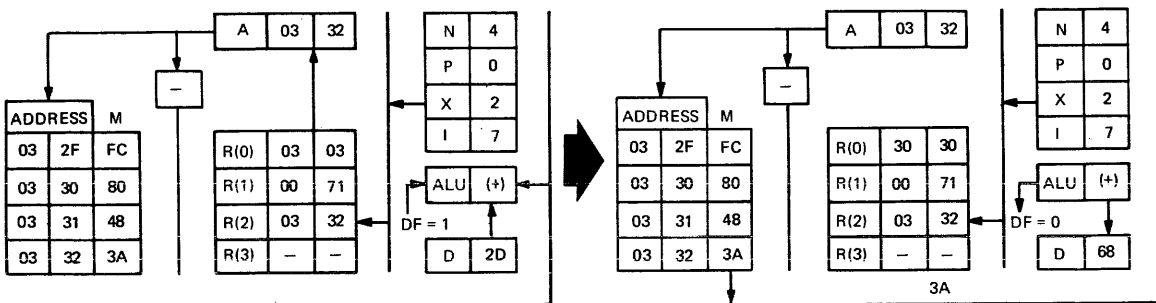 A 03 32
N 4
P 0
X 2
I 7
–
ADDRESS M
03 2F FC
03 30 80
03 31 48
03 32 3A
R(0) 03 03
R(1) 00 71
R(2) 03 32
R(3) – –
ALU (+)
DF = 1
D 2D
A 03 32
N 4
P 0
X 2
I 7
–
ADDRESS M
03 2F FC
03 30 80
03 31 48
03 32 3A
R(0) 30 30
R(1) 00 71
R(2) 03 32
R(3) – –
ALU (+)
DF = 0
D 68
3A